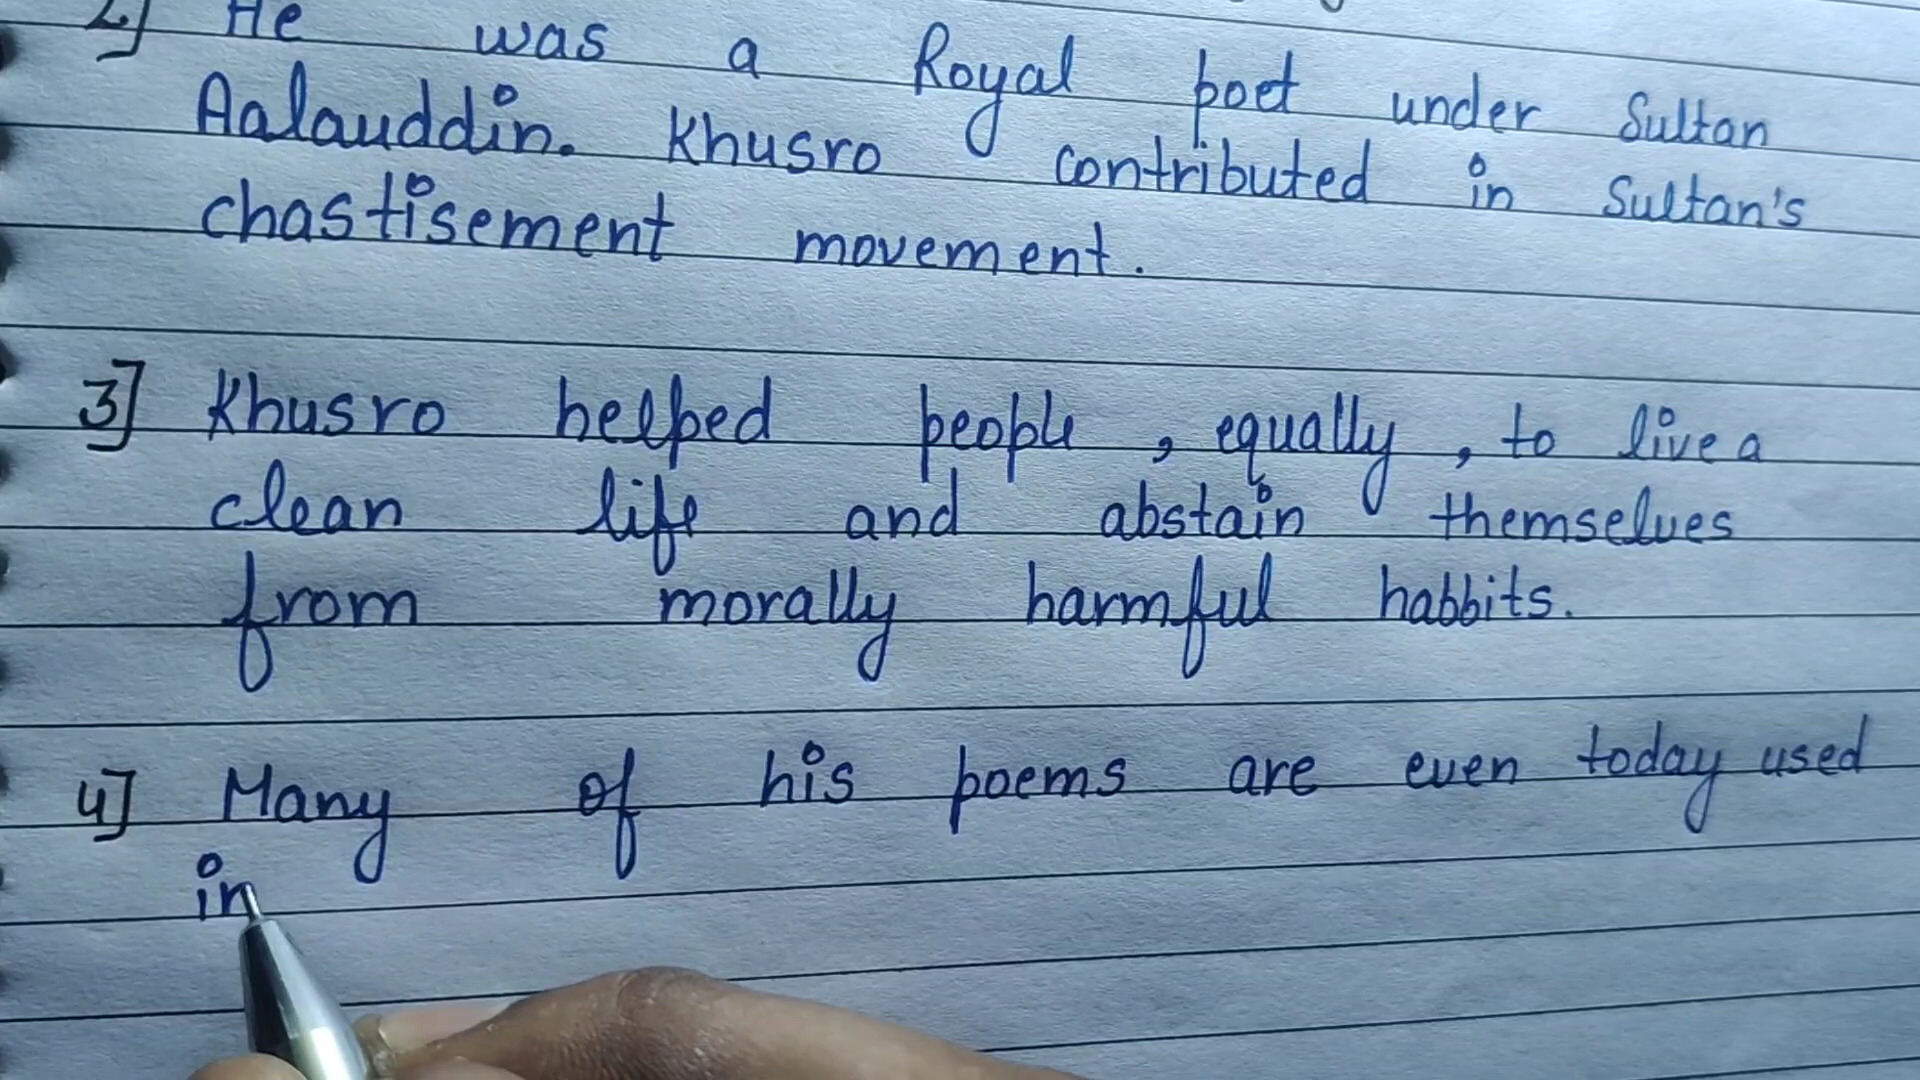 2] He was a Royal poet under Sultan
Aalauddin. Khusro contributed in Sultan's
chastisement movement.
3] Khusro helped people, equally, to live a
clean life and abstain themselves
from morally harmful habbits.
4] Many of his poems are even today used
in